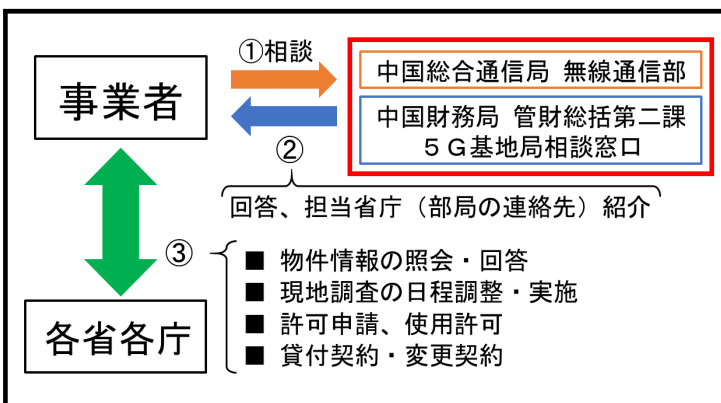 ①相談
事業者
中国総合通信局 無線通信部
中国財務局 管財総括第二課
5G基地局相談窓口
②
回答、担当省庁（部局の連絡先）紹介
③
■ 物件情報の照会・回答
■ 現地調査の日程調整・実施
■ 許可申請、使用許可
■ 貸付契約・変更契約
各省各庁